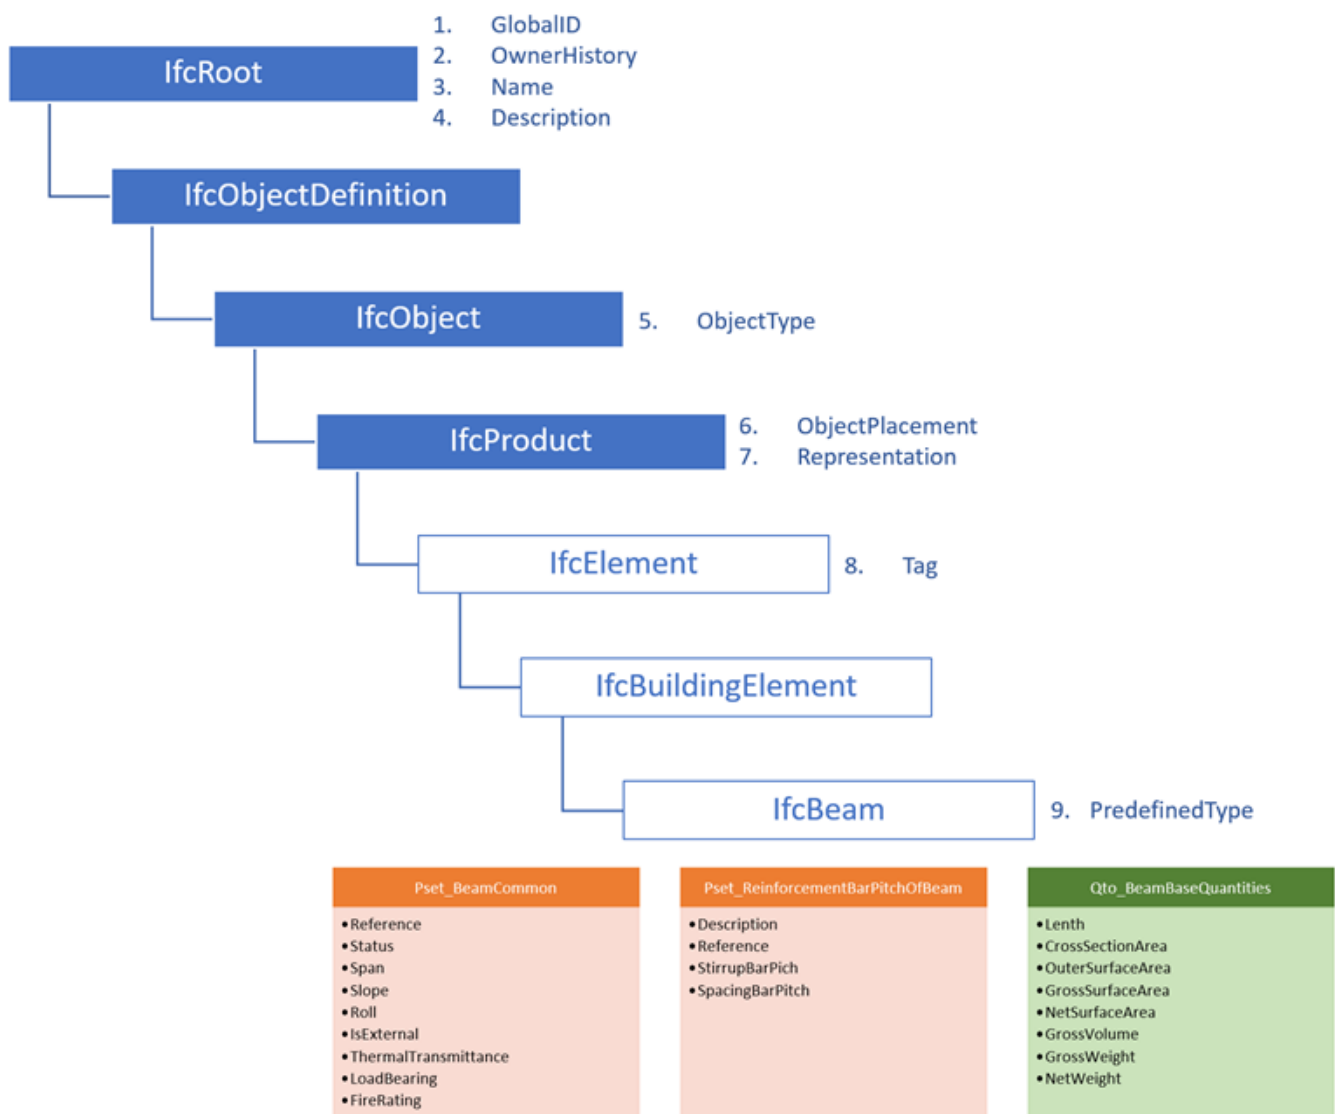 IfcRoot
1. GlobalID
2. OwnerHistory
3. Name
4. Description
IfcObjectDefinition
IfcObject
5. ObjectType
IfcProduct
6. ObjectPlacement
7. Representation
IfcElement
8. Tag
IfcBuildingElement
IfcBeam
9. PredefinedType
Pset_BeamCommon
•Reference
•Status
•Span
•Slope
•Roll
•IsExternal
•ThermalTransmittance
•LoadBearing
•FireRating
Pset_ReinforcementBarPitchOfBeam
•Description
•Reference
•StirrupBarPich
•SpacingBarPitch
Qto_BeamBaseQuantities
•Lenth
•CrossSectionArea
•OuterSurfaceArea
•GrossSurfaceArea
•NetSurfaceArea
•GrossVolume
•GrossWeight
•NetWeight